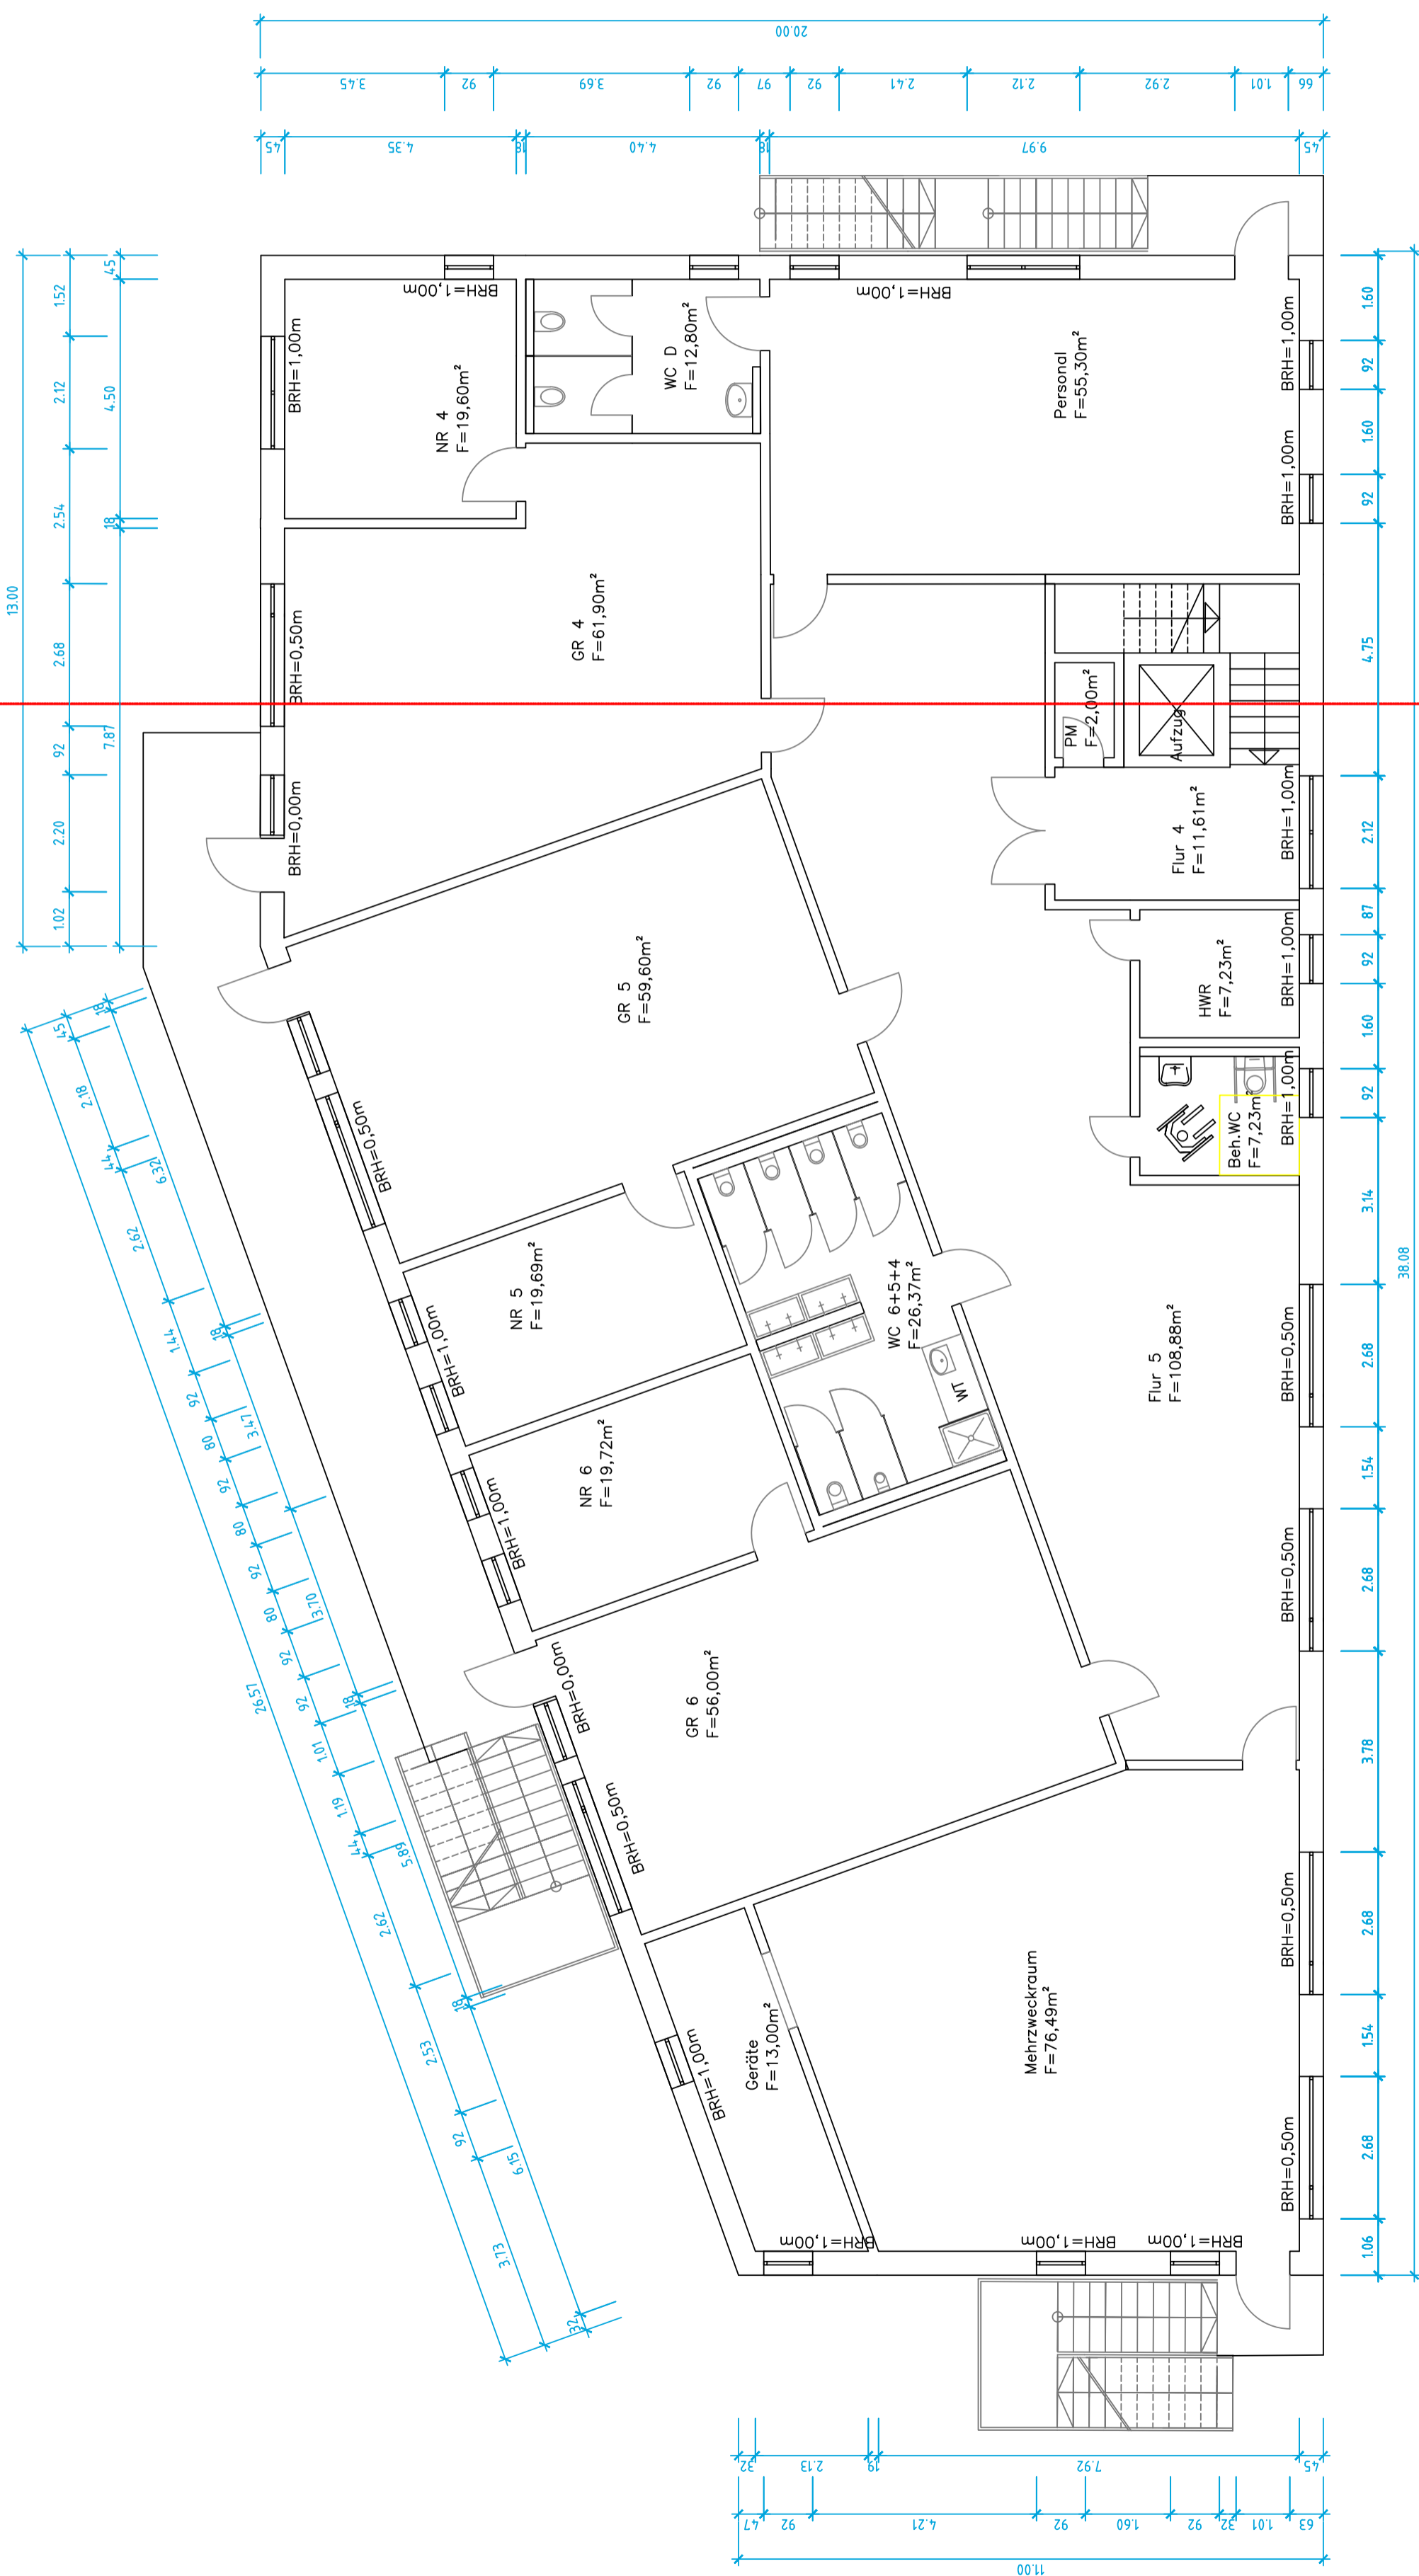 20.00
3.45
92
3.69
92
97
92
2.41
2.12
2.92
1.01
66
45
4.35
18
4.40
18
9.97
45
13.00
1.52
2.12
2.54
2.68
92
2.20
1.02
45
4.50
18
7.87
BRH=1,00m
BRH=1,00m
NR 4
F=19,60m²
WC D
F=12,80m²
BRH=1,00m
Personal
F=55,30m²
BRH=1,00m
BRH=1,00m
BRH=0,50m
GR 4
F=61,90m²
BRH=0,00m
PM
F=2,00m²
Aufzug
Flur 4
F=11,61m²
BRH=1,00m
HWR
F=7,23m²
BRH=1,00m
Beh.WC
F=7,23m²
BRH=1,00m
GR 5
F=59,60m²
BRH=0,50m
NR 5
F=19,69m²
BRH=1,00m
WC 6+5+4
F=26,37m²
WT
NR 6
F=19,72m²
BRH=1,00m
Flur 5
F=108,88m²
BRH=0,50m
BRH=0,50m
GR 6
F=56,00m²
BRH=0,00m
BRH=0,50m
Geräte
F=13,00m²
BRH=1,00m
Mehrzweckraum
F=76,49m²
BRH=0,50m
BRH=0,50m
BRH=1,00m
BRH=1,00m
BRH=1,00m
1.60
92
1.60
92
4.75
2.12
87
92
1.60
92
3.14
2.68
1.54
2.68
3.78
2.68
1.54
2.68
1.06
38.08
26.57
45
2.18
44
2.62
1.44
92
80
92
80
92
80
92
92
1.01
1.19
44
2.62
2.53
92
3.73
18
6.32
18
3.47
3.70
18
5.89
18
6.15
32
32
2.13
19
7.92
45
47
92
4.21
92
1.60
92
32
1.01
63
11.00